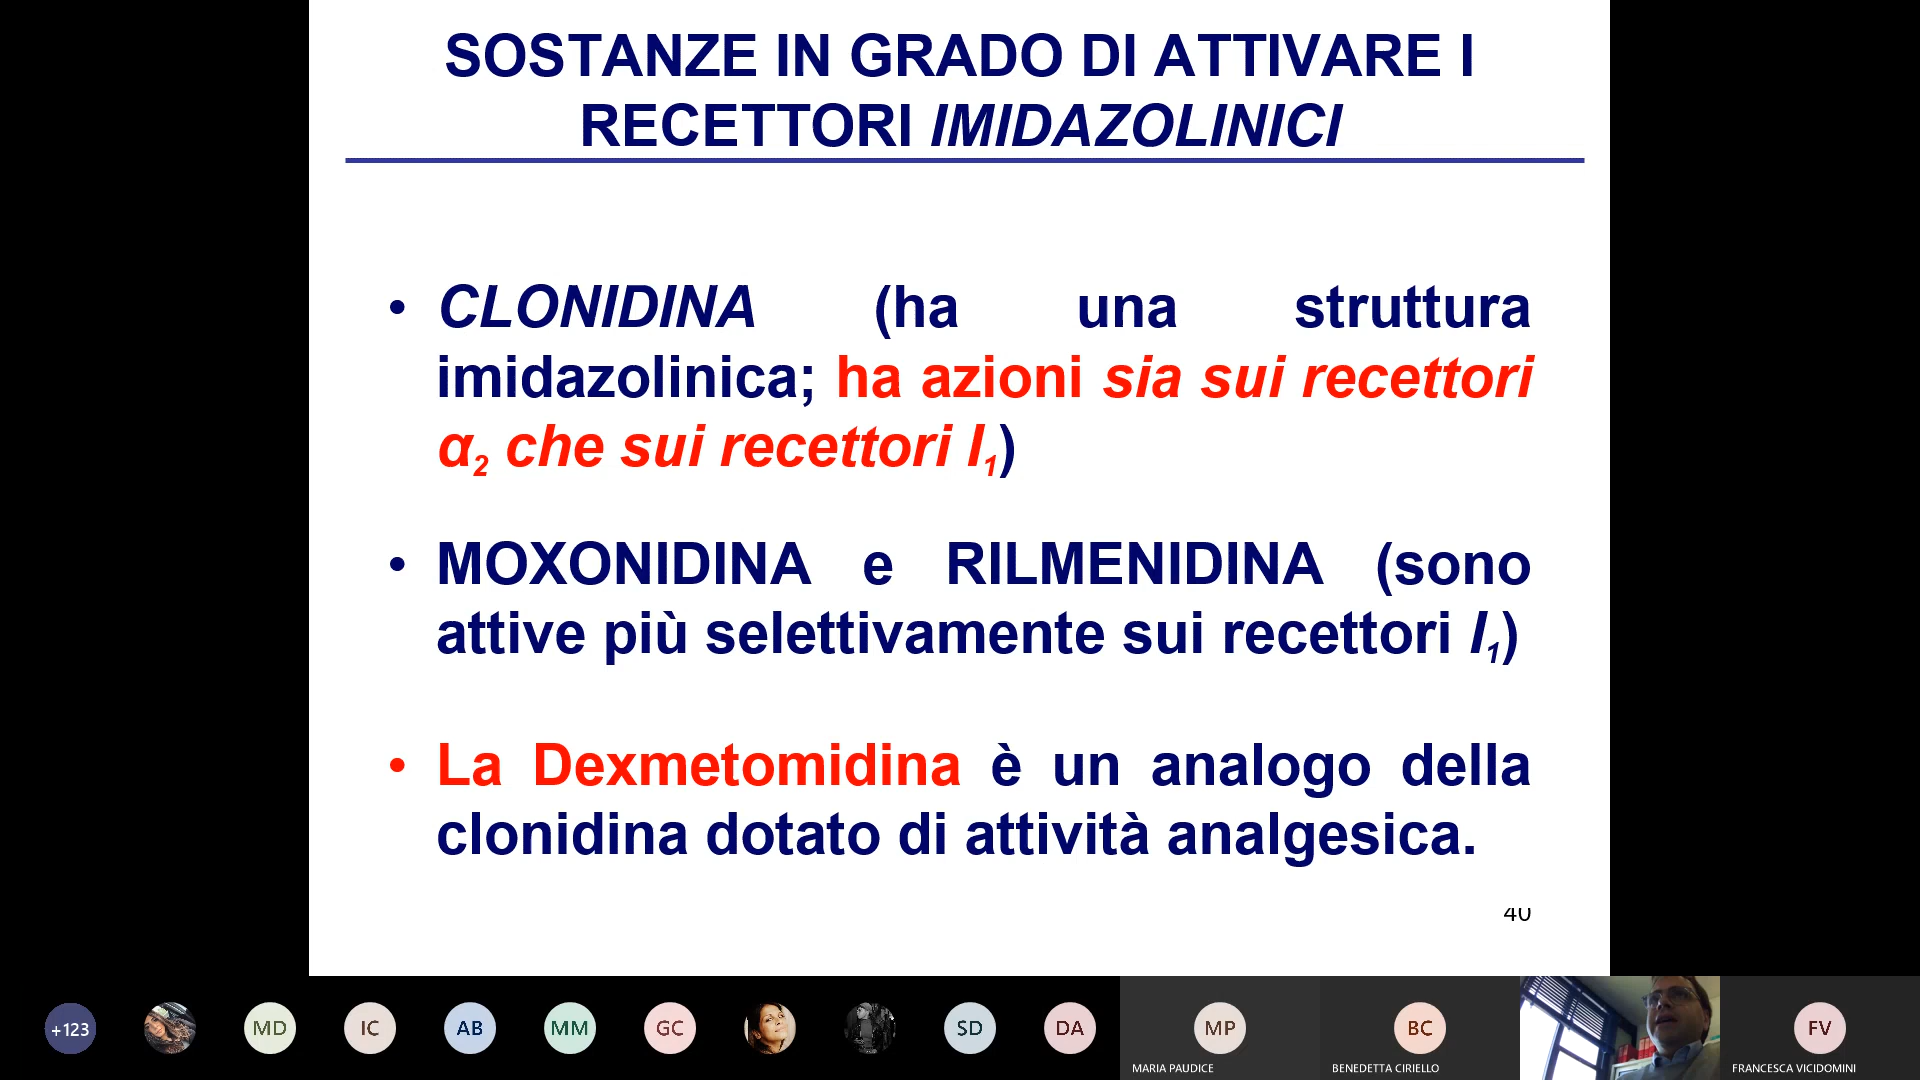 SOSTANZE IN GRADO DI ATTIVARE I
RECETTORI IMIDAZOLINICI
• CLONIDINA (ha una struttura
imidazolinica; ha azioni sia sui recettori
α2 che sui recettori I1)
• MOXONIDINA e RILMENIDINA (sono
attive più selettivamente sui recettori I1)
• La Dexmetomidina è un analogo della
clonidina dotato di attività analgesica.
40
+123
MD
IC
AB
MM
GC
SD
DA
MP
MARIA PAUDICE
BC
BENEDETTA CIRIELLO
FV
FRANCESCA VICIDOMINI